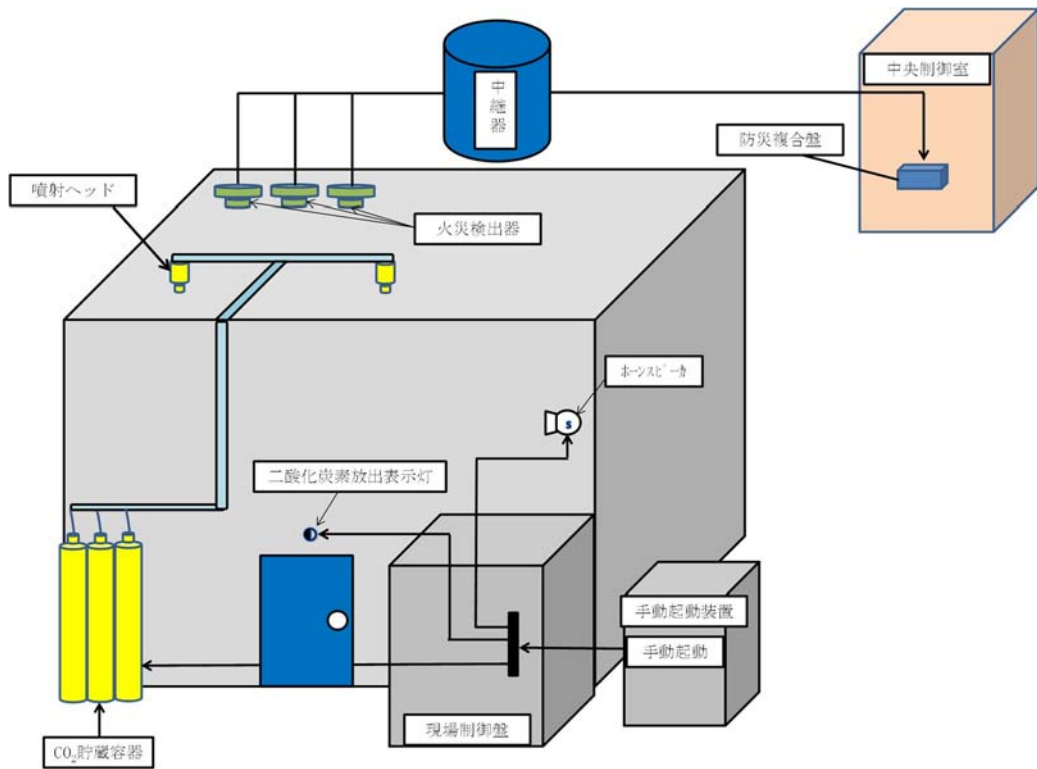 中継器
中央制御室
防災複合盤
噴射ヘッド
火災検出器
ﾎｰﾝｽﾋﾟｰｶ
二酸化炭素放出表示灯
S
手動起動装置
手動起動
現場制御盤
CO₂貯蔵容器